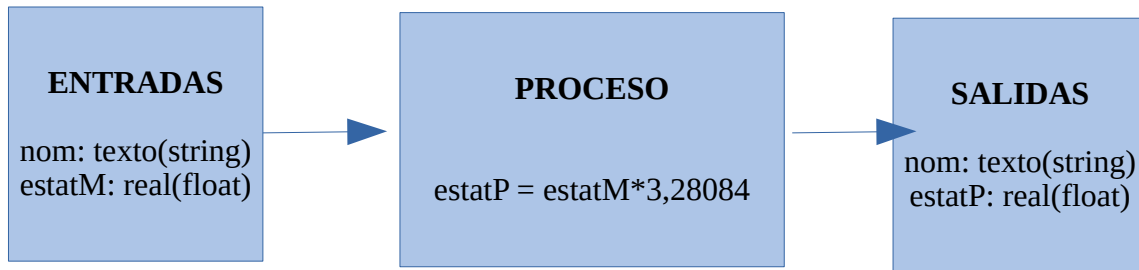 ENTRADAS
nom: texto(string)
estatM: real(float)
PROCESO
estatP = estatM*3,28084
SALIDAS
nom: texto(string)
estatP: real(float)